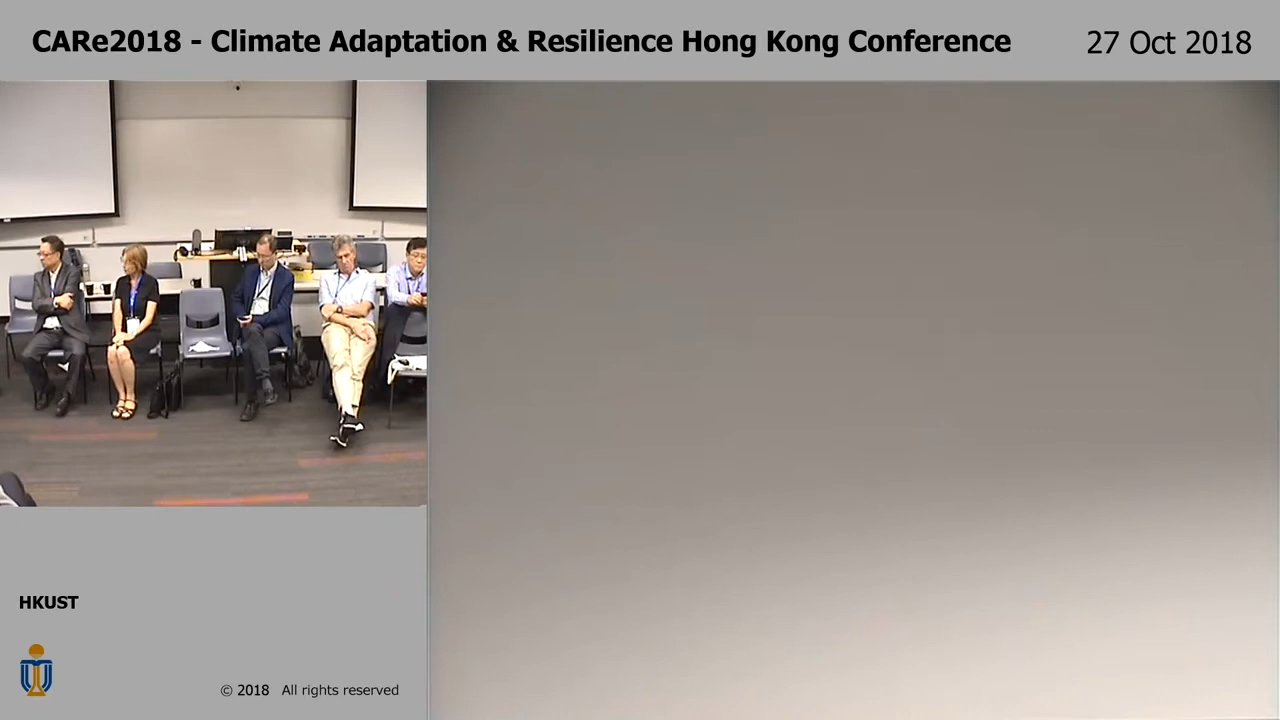 CARe2018 - Climate Adaptation & Resilience Hong Kong Conference
27 Oct 2018
HKUST
© 2018 All rights reserved